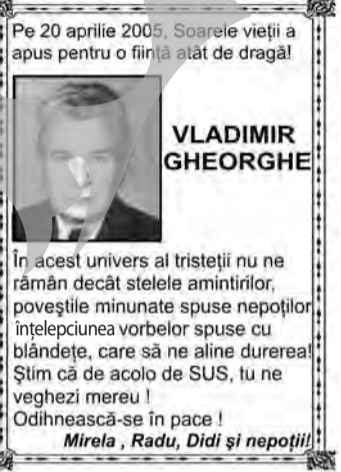 Pe 20 aprilie 2005, Soarele vieții a
apus pentru o ființă atât de dragă!
VLADIMIR
GHEORGHE
În acest univers al tristeții nu ne
rămân decât stelele amintirilor,
poveștile minunate spuse nepoților
înțelepciunea vorbelor spuse cu
blândețe, care să ne aline durerea!
Știm că de acolo de SUS, tu ne
veghezi mereu !
Odihnească-se în pace !
Mirela , Radu, Didi și nepoții!